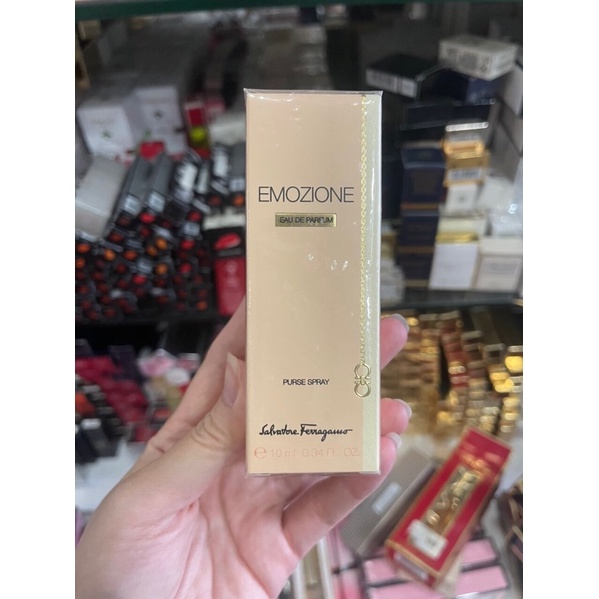 EMOZIONE
EAU DE PARFUM
PURSE SPRAY
Salvatore Ferragamo
℮ 10 ml 0.34 FL. OZ.